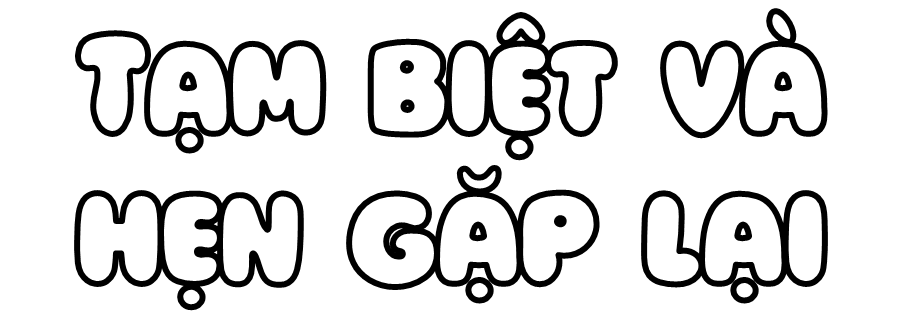 TẠM BIỆT VÀ
HẸN GẶP LẠI